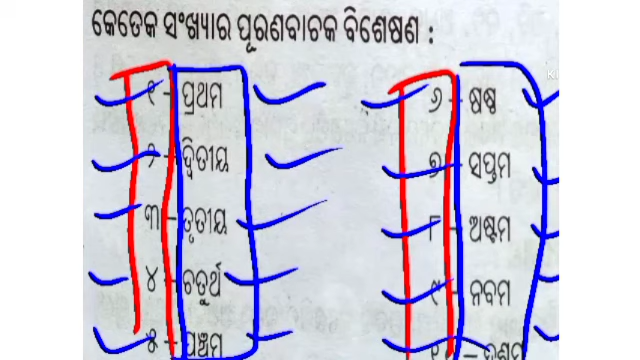 କେତେକ ସଂଖ୍ୟାର ପୂରଣବାଚକ ବିଶେଷଣ :
୧ - ପ୍ରଥମ
୨ - ଦ୍ୱିତୀୟ
୩ - ତୃତୀୟ
୪ - ଚତୁର୍ଥ
୫ - ପଞ୍ଚମ
୬ - ଷଷ୍ଠ
୭ - ସପ୍ତମ
୮ - ଅଷ୍ଟମ
୯ - ନବମ